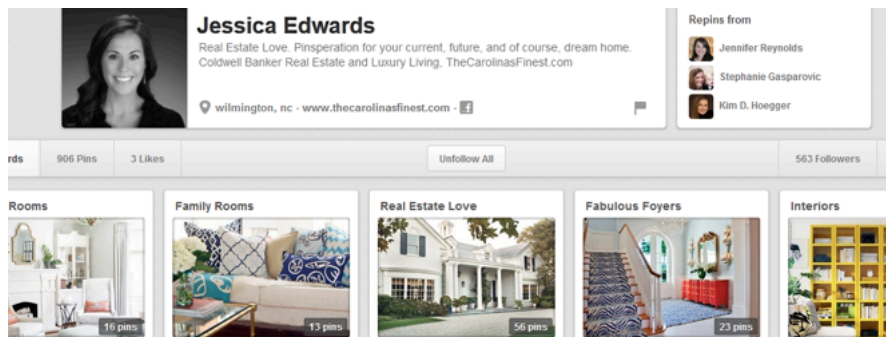 Jessica Edwards
Real Estate Love. Pinsperation for your current, future, and of course, dream home.
Coldwell Banker Real Estate and Luxury Living, TheCarolinasFinest.com
wilmington, nc · www.thecarolinasfinest.com ·
Repins from
Jennifer Reynolds
Stephanie Gasparovic
Kim D. Hoegger
rds 906 Pins 3 Likes Unfollow All 563 Followers
Rooms Family Rooms Real Estate Love Fabulous Foyers Interiors
16 pins 13 pins 56 pins 23 pins